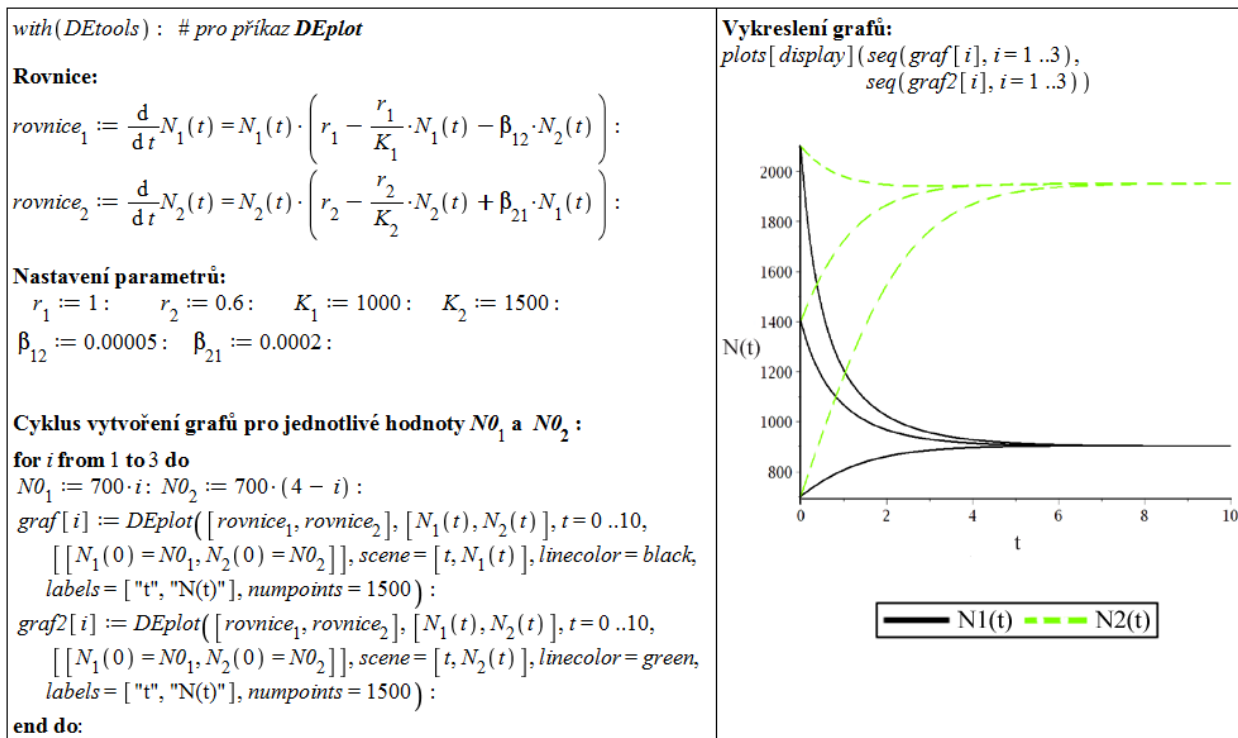 with(DEtools) : # pro příkaz DEplot
Rovnice:
rovnice₁ := d/dt N₁(t) = N₁(t)·(r₁ − r₁/K₁·N₁(t) − β₁₂·N₂(t)) :
rovnice₂ := d/dt N₂(t) = N₂(t)·(r₂ − r₂/K₂·N₂(t) + β₂₁·N₁(t)) :
Nastavení parametrů:
r₁ := 1 : r₂ := 0.6 : K₁ := 1000 : K₂ := 1500 :
β₁₂ := 0.00005 : β₂₁ := 0.0002 :
Cyklus vytvoření grafů pro jednotlivé hodnoty N0₁ a N0₂ :
for i from 1 to 3 do
N0₁ := 700·i : N0₂ := 700·(4 − i) :
graf[i] := DEplot([rovnice₁, rovnice₂], [N₁(t), N₂(t)], t = 0 ..10,
[[N₁(0) = N0₁, N₂(0) = N0₂]], scene = [t, N₁(t)], linecolor = black,
labels = ["t", "N(t)"], numpoints = 1500) :
graf2[i] := DEplot([rovnice₁, rovnice₂], [N₁(t), N₂(t)], t = 0 ..10,
[[N₁(0) = N0₁, N₂(0) = N0₂]], scene = [t, N₂(t)], linecolor = green,
labels = ["t", "N(t)"], numpoints = 1500) :
end do:
Vykreslení grafů:
plots[display](seq(graf[i], i = 1 ..3),
seq(graf2[i], i = 1 ..3))
2000
1800
1600
1400
N(t)
1200
1000
800
0 2 4 6 8 10
t
N1(t) N2(t)